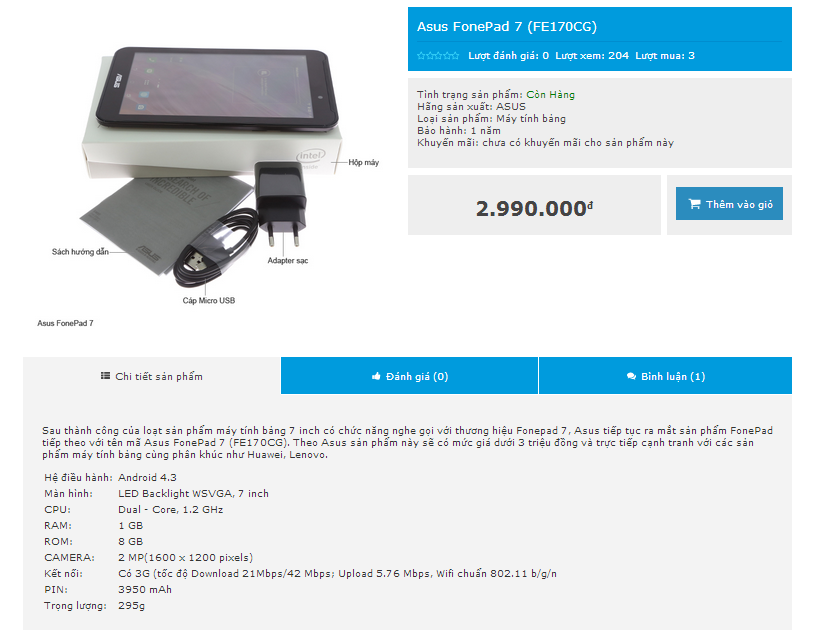 Asus FonePad 7 (FE170CG)
Lượt đánh giá: 0 Lượt xem: 204 Lượt mua: 3
Tình trạng sản phẩm: Còn Hàng
Hãng sản xuất: ASUS
Loại sản phẩm: Máy tính bảng
Bảo hành: 1 năm
Khuyến mãi: chưa có khuyến mãi cho sản phẩm này
2.990.000đ
Thêm vào giỏ
ASUS
intel
Hộp máy
SEARCH OF
INCREDIBLE
ASUS
Sách hướng dẫn
Adapter sạc
Cáp Micro USB
Asus FonePad 7
Chi tiết sản phẩm
Đánh giá (0)
Bình luận (1)
Sau thành công của loạt sản phẩm máy tính bảng 7 inch có chức năng nghe gọi với thương hiệu Fonepad 7, Asus tiếp tục ra mắt sản phẩm FonePad
tiếp theo với tên mã Asus FonePad 7 (FE170CG). Theo Asus sản phẩm này sẽ có mức giá dưới 3 triệu đồng và trực tiếp cạnh tranh với các sản
phẩm máy tính bảng cùng phân khúc như Huawei, Lenovo.
Hệ điều hành: Android 4.3
Màn hình: LED Backlight WSVGA, 7 inch
CPU: Dual - Core, 1.2 GHz
RAM: 1 GB
ROM: 8 GB
CAMERA: 2 MP(1600 x 1200 pixels)
Kết nối: Có 3G (tốc độ Download 21Mbps/42 Mbps; Upload 5.76 Mbps, Wifi chuẩn 802.11 b/g/n
PIN: 3950 mAh
Trọng lượng: 295g